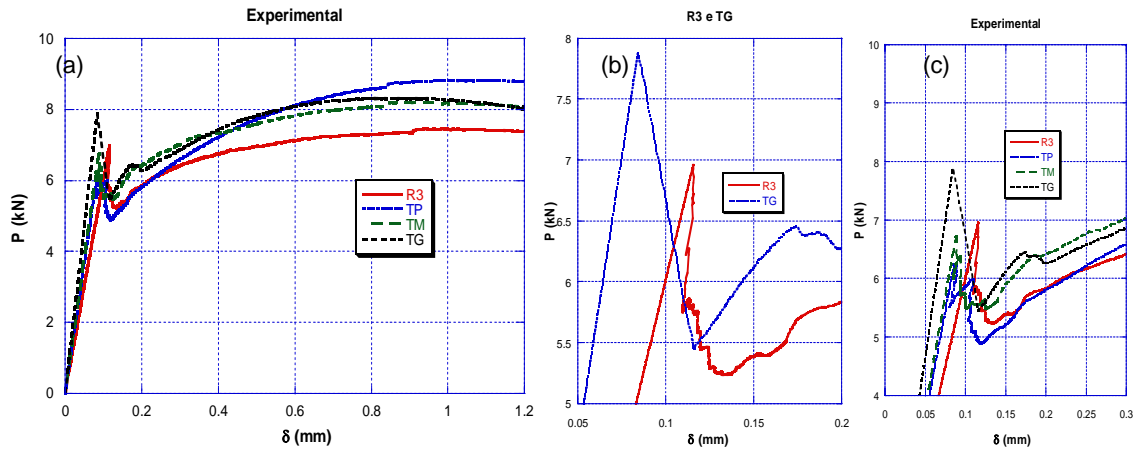 Experimental
(a)
10
8
6
4
2
0
P (kN)
0 0.2 0.4 0.6 0.8 1 1.2
δ (mm)
R3
TP
TM
TG
R3 e TG
(b)
8
7.5
7
6.5
6
5.5
5
P (kN)
0.05 0.1 0.15 0.2
δ (mm)
R3
TG
Experimental
(c)
10
9
8
7
6
5
4
P (kN)
0 0.05 0.1 0.15 0.2 0.25 0.3
δ (mm)
R3
TP
TM
TG